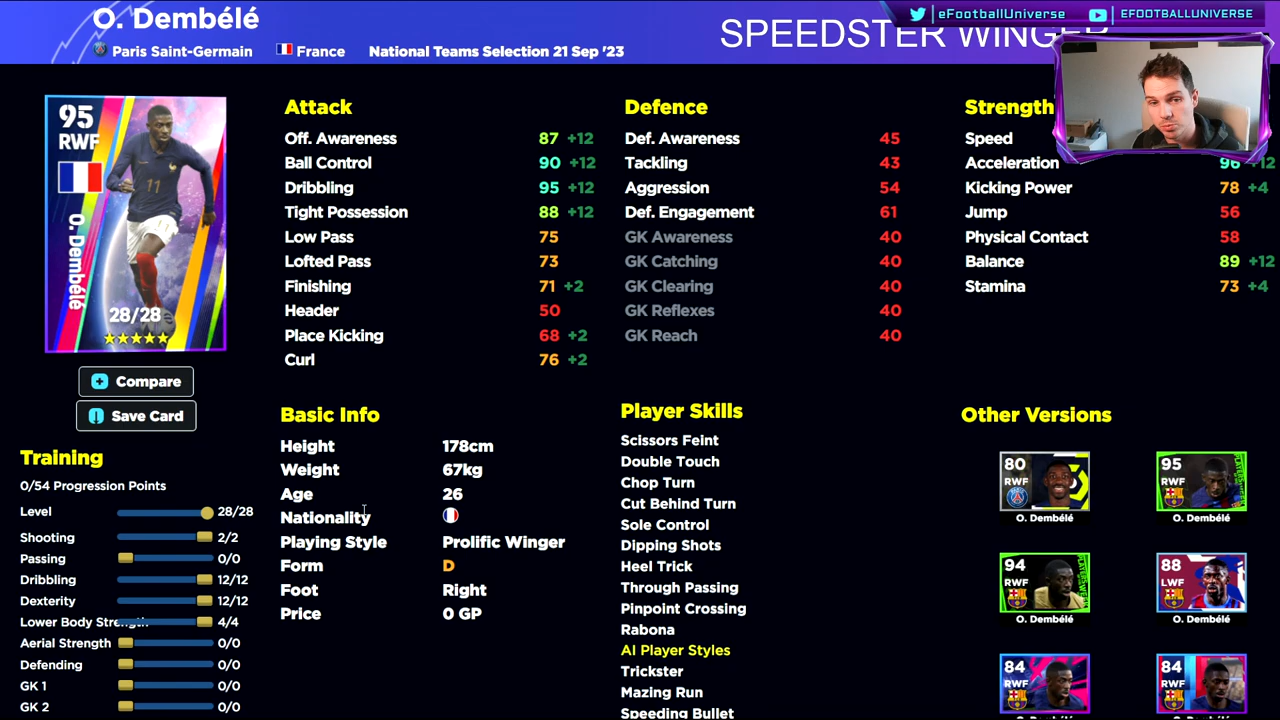 O. Dembélé
Paris Saint-Germain France National Teams Selection 21 Sep '23
SPEEDSTER WINGER
eFootballUniverse EFOOTBALLUNIVERSE
95
RWF
11
O. Dembélé
28/28
★★★★★
Compare
Save Card
Training
0/54 Progression Points
Level 28/28
Shooting 2/2
Passing 0/0
Dribbling 12/12
Dexterity 12/12
Lower Body Strength 4/4
Aerial Strength 0/0
Defending 0/0
GK 1 0/0
GK 2 0/0
Attack
Off. Awareness 87 +12
Ball Control 90 +12
Dribbling 95 +12
Tight Possession 88 +12
Low Pass 75
Lofted Pass 73
Finishing 71 +2
Header 50
Place Kicking 68 +2
Curl 76 +2
Defence
Def. Awareness 45
Tackling 43
Aggression 54
Def. Engagement 61
GK Awareness 40
GK Catching 40
GK Clearing 40
GK Reflexes 40
GK Reach 40
Strength
Speed
Acceleration 96 +12
Kicking Power 78 +4
Jump 56
Physical Contact 58
Balance 89 +12
Stamina 73 +4
Basic Info
Height 178cm
Weight 67kg
Age 26
Nationality
Playing Style Prolific Winger
Form D
Foot Right
Price 0 GP
Player Skills
Scissors Feint
Double Touch
Chop Turn
Cut Behind Turn
Sole Control
Dipping Shots
Heel Trick
Through Passing
Pinpoint Crossing
Rabona
AI Player Styles
Trickster
Mazing Run
Speeding Bullet
Other Versions
80
RWF
O. Dembélé
95
RWF
O. Dembélé
94
RWF
O. Dembélé
88
LWF
O. Dembélé
84
RWF
O. Dembélé
84
RWF
O. Dembélé